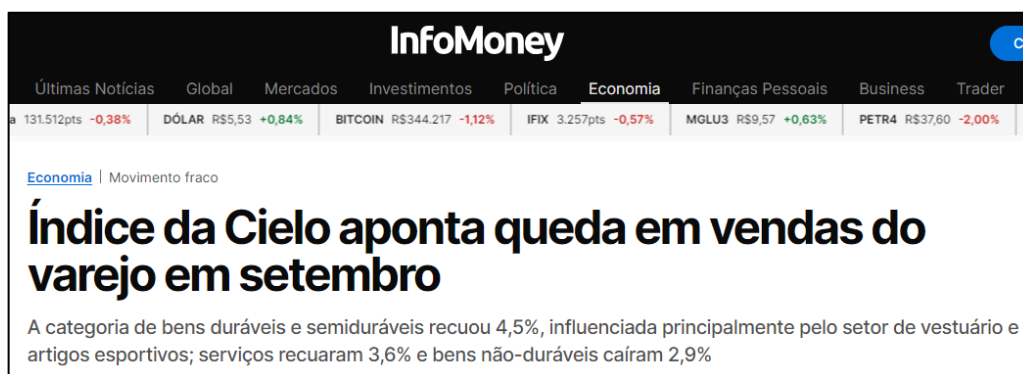 InfoMoney
C
Últimas Notícias Global Mercados Investimentos Política Economia Finanças Pessoais Business Trader
a 131.512pts -0,38% DÓLAR R$5,53 +0,84% BITCOIN R$344.217 -1,12% IFIX 3.257pts -0,57% MGLU3 R$9,57 +0,63% PETR4 R$37,60 -2,00%
Economia | Movimento fraco
Índice da Cielo aponta queda em vendas do
varejo em setembro
A categoria de bens duráveis e semiduráveis recuou 4,5%, influenciada principalmente pelo setor de vestuário e
artigos esportivos; serviços recuaram 3,6% e bens não-duráveis caíram 2,9%